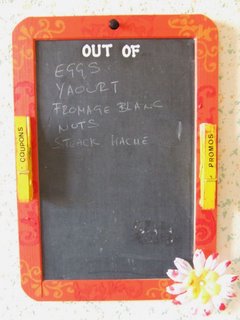 OUT OF
EGGS
YAOURT
FROMAGE BLANC
NUTS
STEACK HACHE
COUPONS
PROMOS